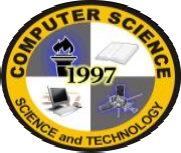 COMPUTER SCIENCE
1997
SCIENCE and TECHNOLOGY